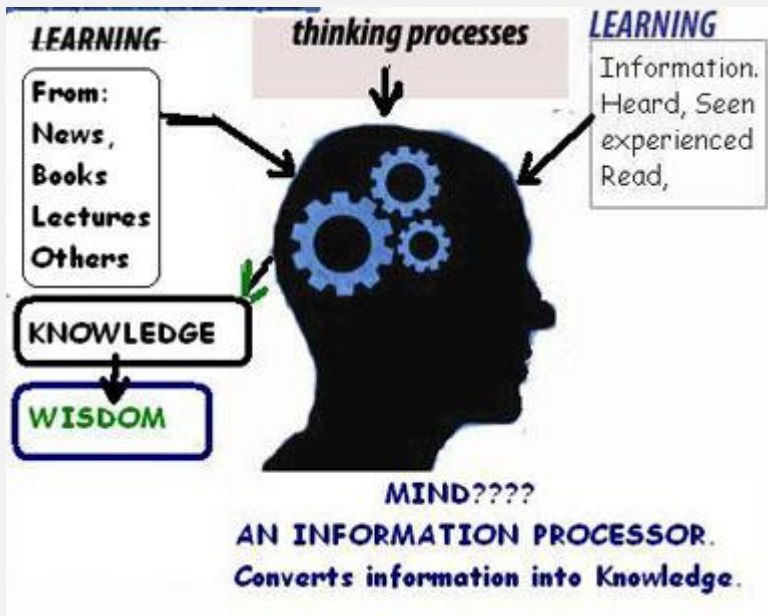 LEARNING
From:
News,
Books
Lectures
Others
thinking processes
LEARNING
Information.
Heard, Seen
experienced
Read,
KNOWLEDGE
WISDOM
MIND????
AN INFORMATION PROCESSOR.
Converts information into Knowledge.